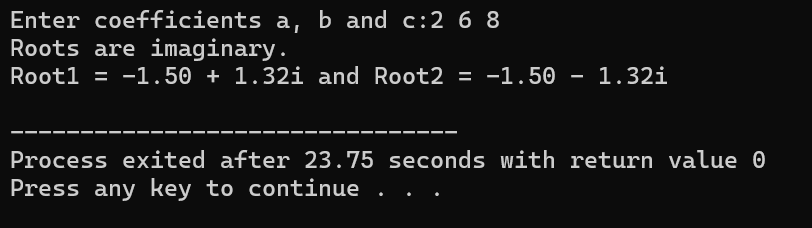 Enter coefficients a, b and c:2 6 8
Roots are imaginary.
Root1 = -1.50 + 1.32i and Root2 = -1.50 - 1.32i
--------------------------------
Process exited after 23.75 seconds with return value 0
Press any key to continue . . .